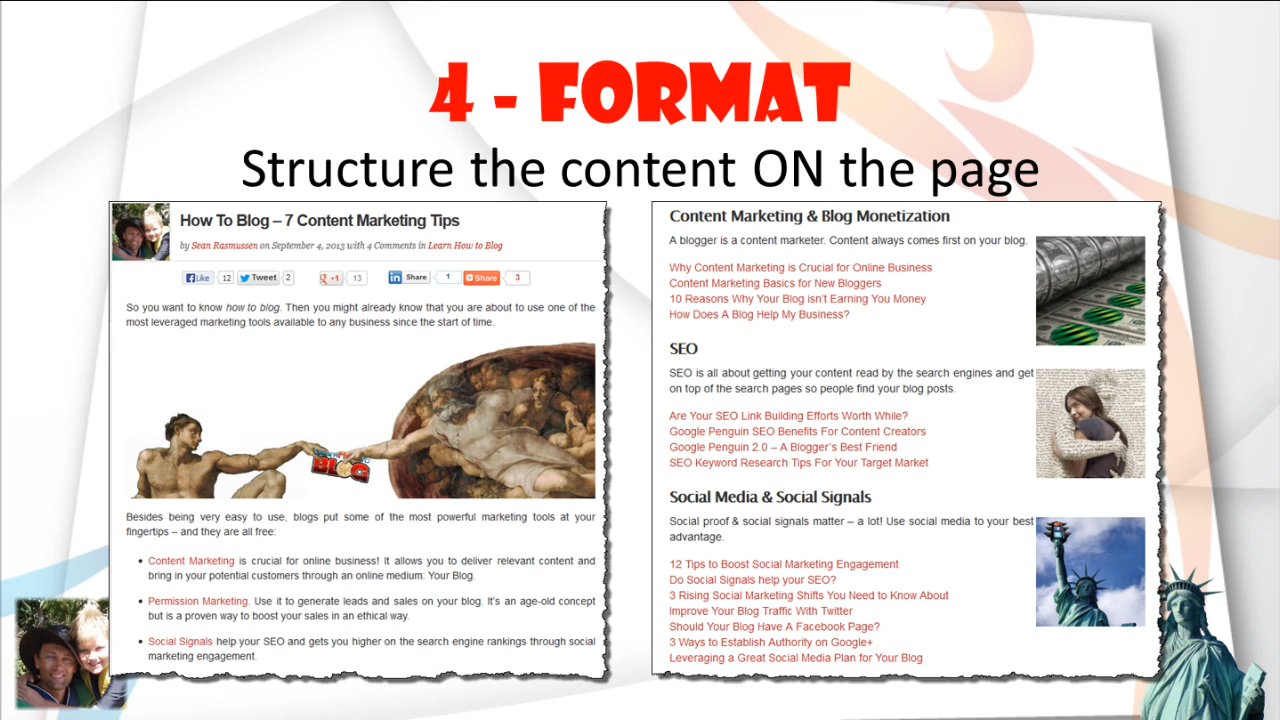 4 - FORMAT
Structure the content ON the page
How To Blog – 7 Content Marketing Tips
by Sean Rasmussen on September 4, 2013 with 4 Comments in Learn How to Blog
Like 12 Tweet 2 +1 13 Share 1 Share 3
So you want to know how to blog. Then you might already know that you are about to use one of the
most leveraged marketing tools available to any business since the start of time.
BLOG
Besides being very easy to use, blogs put some of the most powerful marketing tools at your
fingertips – and they are all free:
• Content Marketing is crucial for online business! It allows you to deliver relevant content and
bring in your potential customers through an online medium: Your Blog.
• Permission Marketing. Use it to generate leads and sales on your blog. It's an age-old concept
but is a proven way to boost your sales in an ethical way.
• Social Signals help your SEO and gets you higher on the search engine rankings through social
marketing engagement.
Content Marketing & Blog Monetization
A blogger is a content marketer. Content always comes first on your blog.
Why Content Marketing is Crucial for Online Business
Content Marketing Basics for New Bloggers
10 Reasons Why Your Blog isn't Earning You Money
How Does A Blog Help My Business?
SEO
SEO is all about getting your content read by the search engines and get
on top of the search pages so people find your blog posts.
Are Your SEO Link Building Efforts Worth While?
Google Penguin SEO Benefits For Content Creators
Google Penguin 2.0 – A Blogger's Best Friend
SEO Keyword Research Tips For Your Target Market
Social Media & Social Signals
Social proof & social signals matter – a lot! Use social media to your best
advantage.
12 Tips to Boost Social Marketing Engagement
Do Social Signals help your SEO?
3 Rising Social Marketing Shifts You Need to Know About
Improve Your Blog Traffic With Twitter
Should Your Blog Have A Facebook Page?
3 Ways to Establish Authority on Google+
Leveraging a Great Social Media Plan for Your Blog